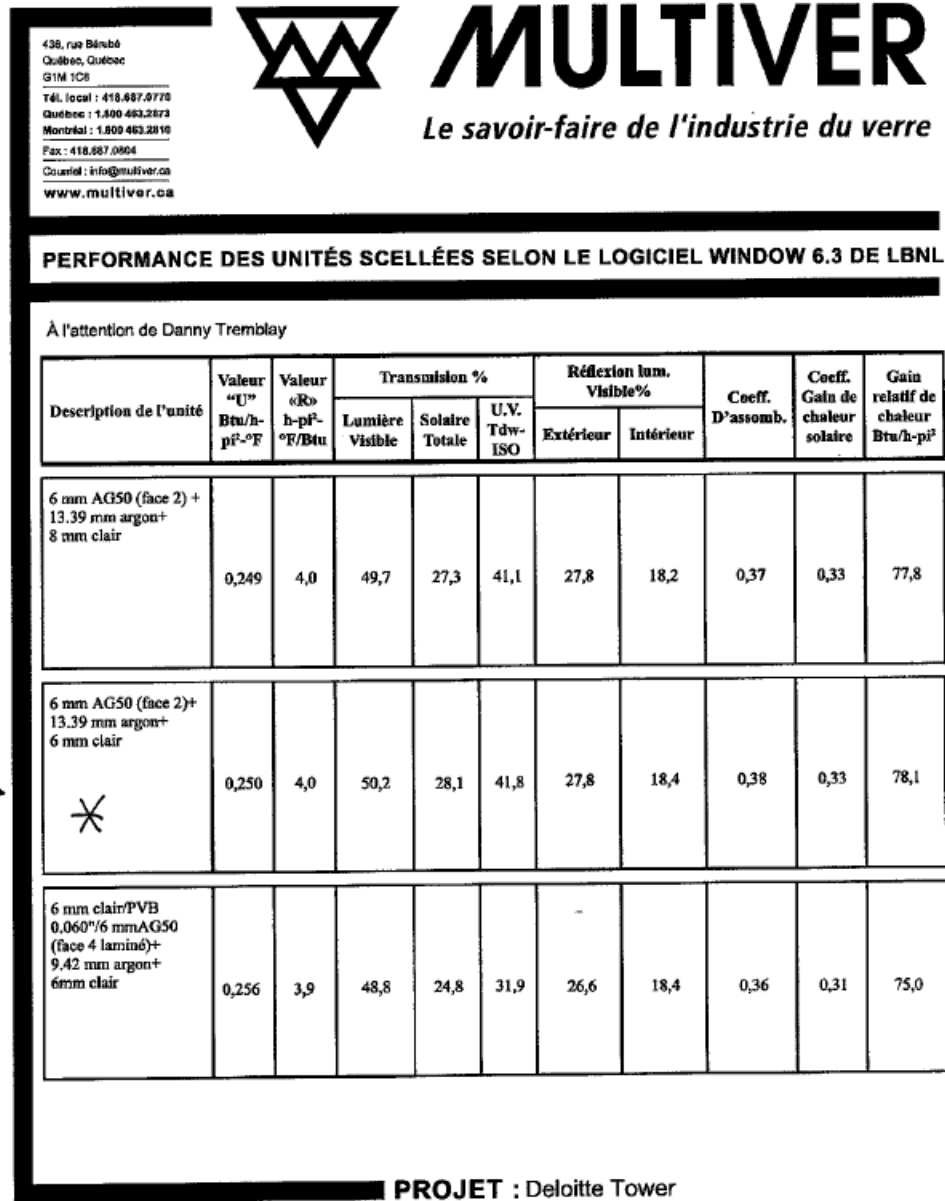 438, rue Bérubé
Québec, Québec
G1M 1C8
Tél. local : 418.687.0770
Québec : 1.800 463.2873
Montréal : 1.800 463.2810
Fax : 418.687.0804
Courriel : info@multiver.ca
www.multiver.ca
MULTIVER
Le savoir-faire de l'industrie du verre
PERFORMANCE DES UNITÉS SCELLÉES SELON LE LOGICIEL WINDOW 6.3 DE LBNL
À l'attention de Danny Tremblay
Description de l'unité
Valeur
“U”
Btu/h-
pi²-°F
Valeur
«R»
h-pi²-
°F/Btu
Transmision %
Lumière
Visible
Solaire
Totale
U.V.
Tdw-
ISO
Réflexion lum.
Visible%
Extérieur
Intérieur
Coeff.
D'assomb.
Coeff.
Gain de
chaleur
solaire
Gain
relatif de
chaleur
Btu/h-pi²
6 mm AG50 (face 2) +
13.39 mm argon+
8 mm clair
0,249 4,0 49,7 27,3 41,1 27,8 18,2 0,37 0,33 77,8
6 mm AG50 (face 2)+
13.39 mm argon+
6 mm clair
0,250 4,0 50,2 28,1 41,8 27,8 18,4 0,38 0,33 78,1
6 mm clair/PVB
0,060"/6 mmAG50
(face 4 laminé)+
9,42 mm argon+
6mm clair
0,256 3,9 48,8 24,8 31,9 26,6 18,4 0,36 0,31 75,0
PROJET : Deloitte Tower